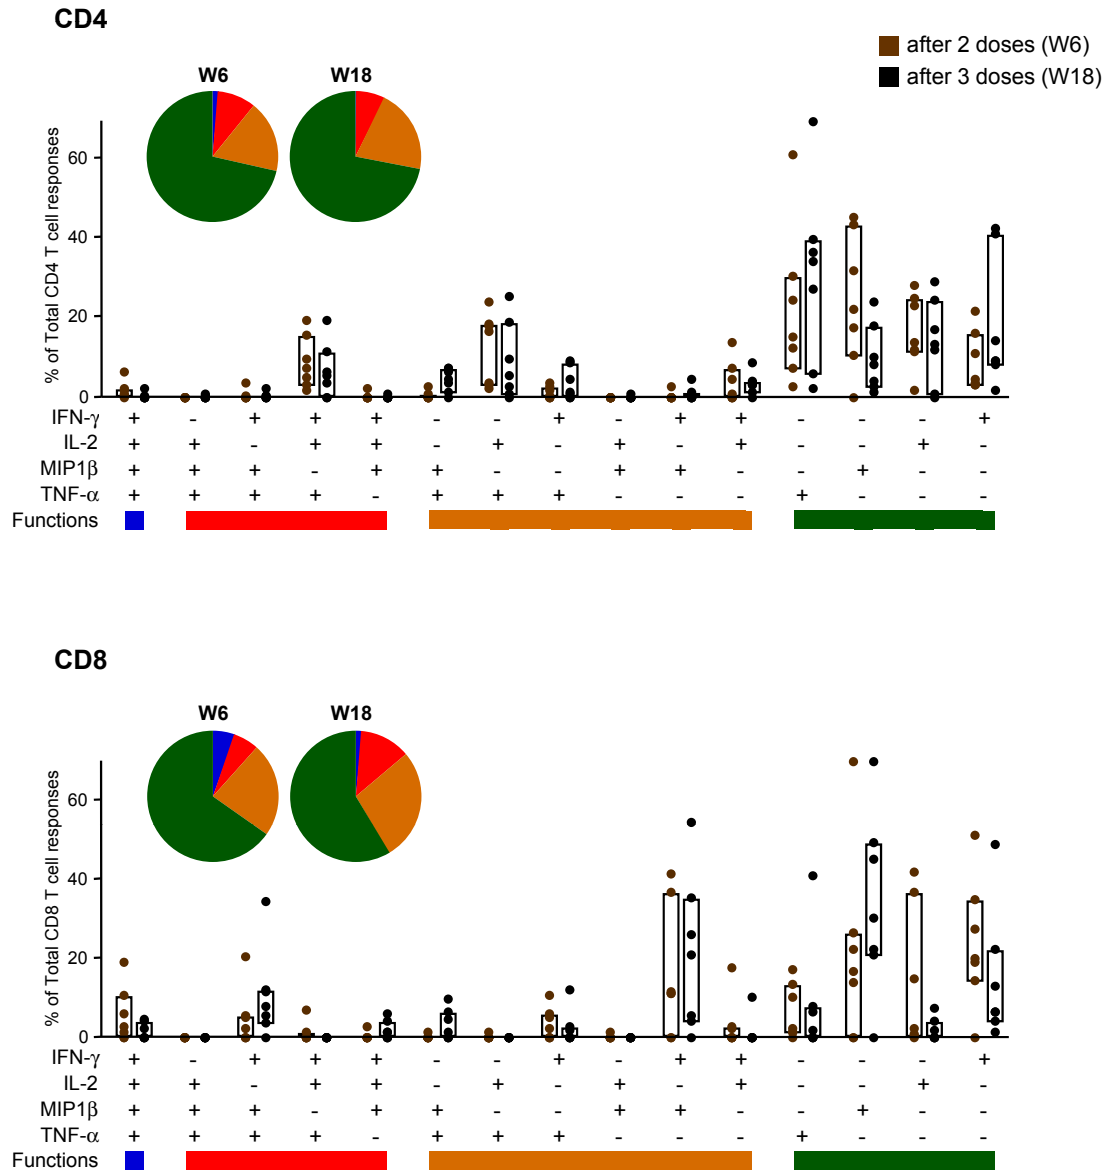 CD4
after 2 doses (W6)
after 3 doses (W18)
W6 W18
% of Total CD4 T cell responses
60
40
20
0
IFN-γ + - + + + - - + - + + - - - +
IL-2 + + - + + - + - + - + - - + -
MIP1β + + + - + + - - + + - - + - -
TNF-α + + + + - + + + - - - + - - -
Functions
CD8
W6 W18
% of Total CD8 T cell responses
60
40
20
0
IFN-γ + - + + + - - + - + + - - - +
IL-2 + + - + + - + - + - + - - + -
MIP1β + + + - + + - - + + - - + - -
TNF-α + + + + - + + + - - - + - - -
Functions